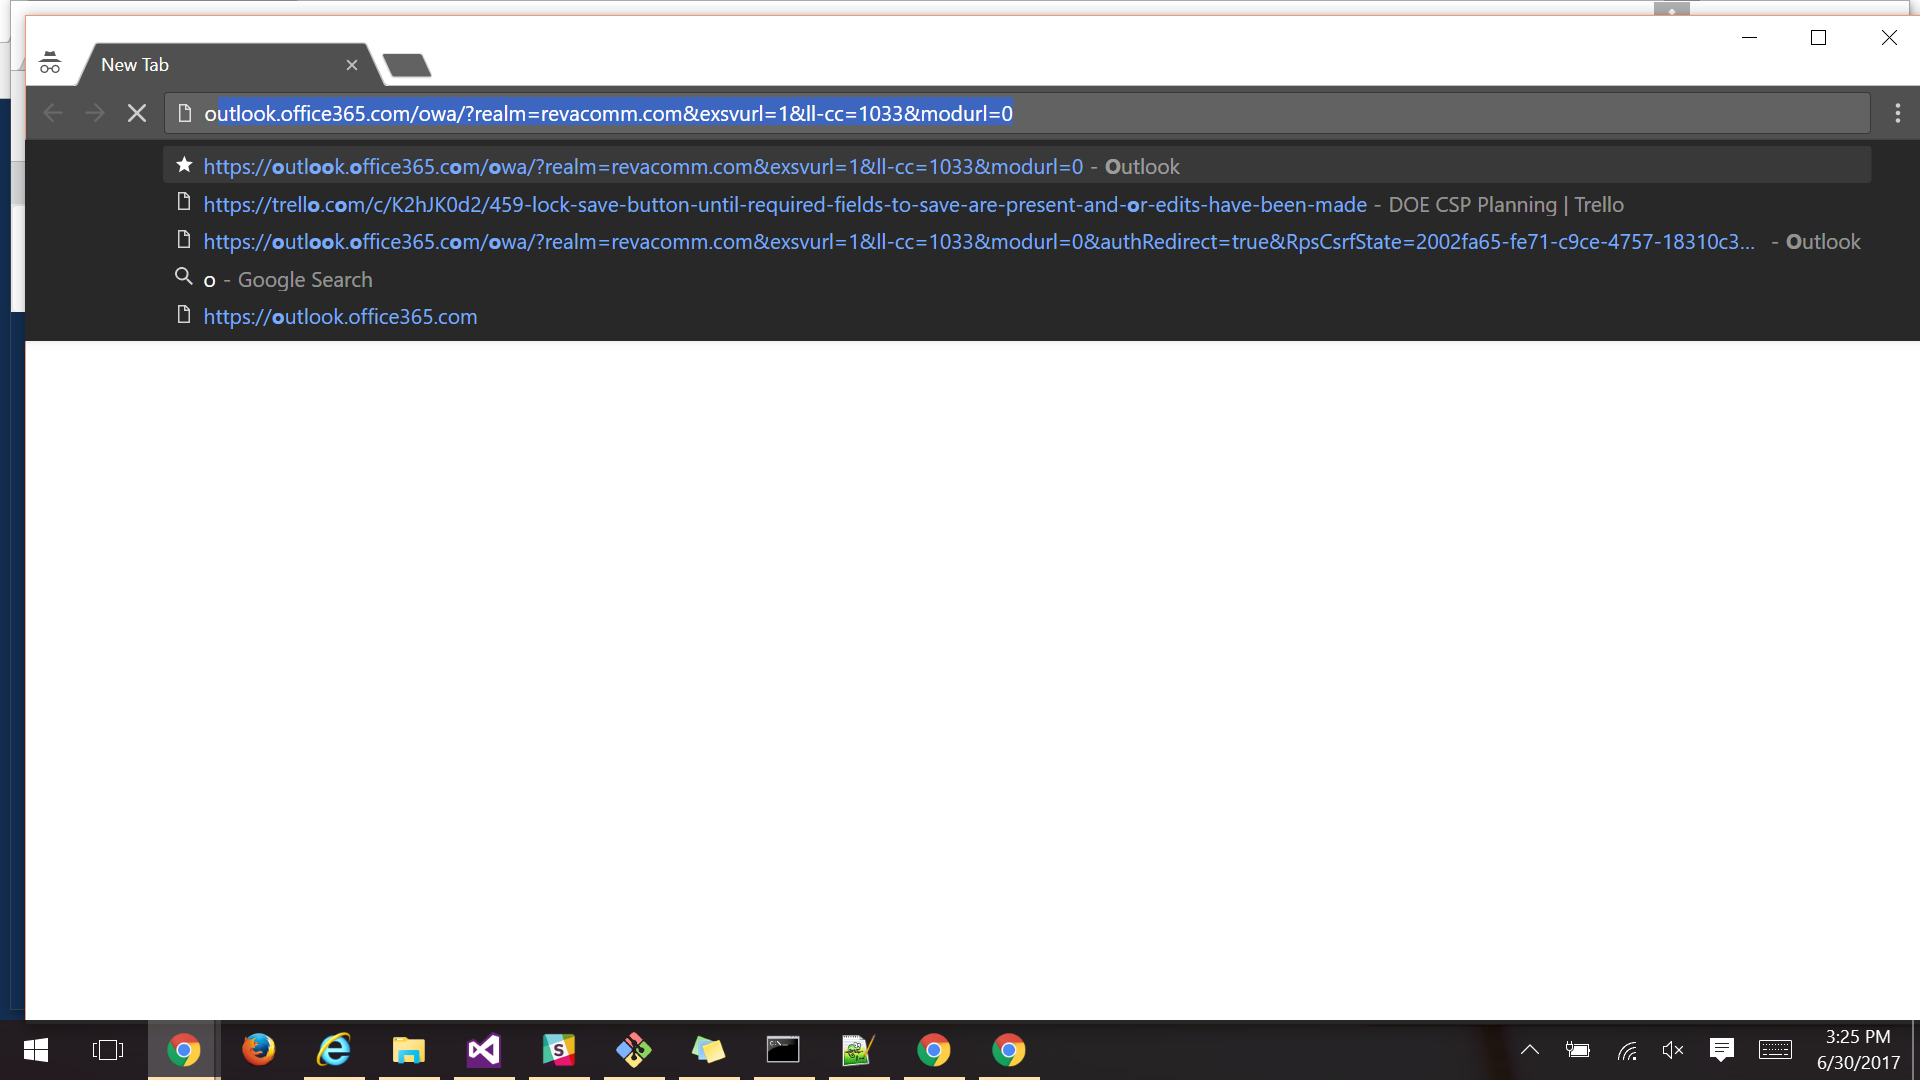 New Tab
outlook.office365.com/owa/?realm=revacomm.com&exsvurl=1&ll-cc=1033&modurl=0
https://outlook.office365.com/owa/?realm=revacomm.com&exsvurl=1&ll-cc=1033&modurl=0 - Outlook
https://trello.com/c/K2hJK0d2/459-lock-save-button-until-required-fields-to-save-are-present-and-or-edits-have-been-made - DOE CSP Planning | Trello
https://outlook.office365.com/owa/?realm=revacomm.com&exsvurl=1&ll-cc=1033&modurl=0&authRedirect=true&RpsCsrfState=2002fa65-fe71-c9ce-4757-18310c3... - Outlook
o - Google Search
https://outlook.office365.com
3:25 PM
6/30/2017